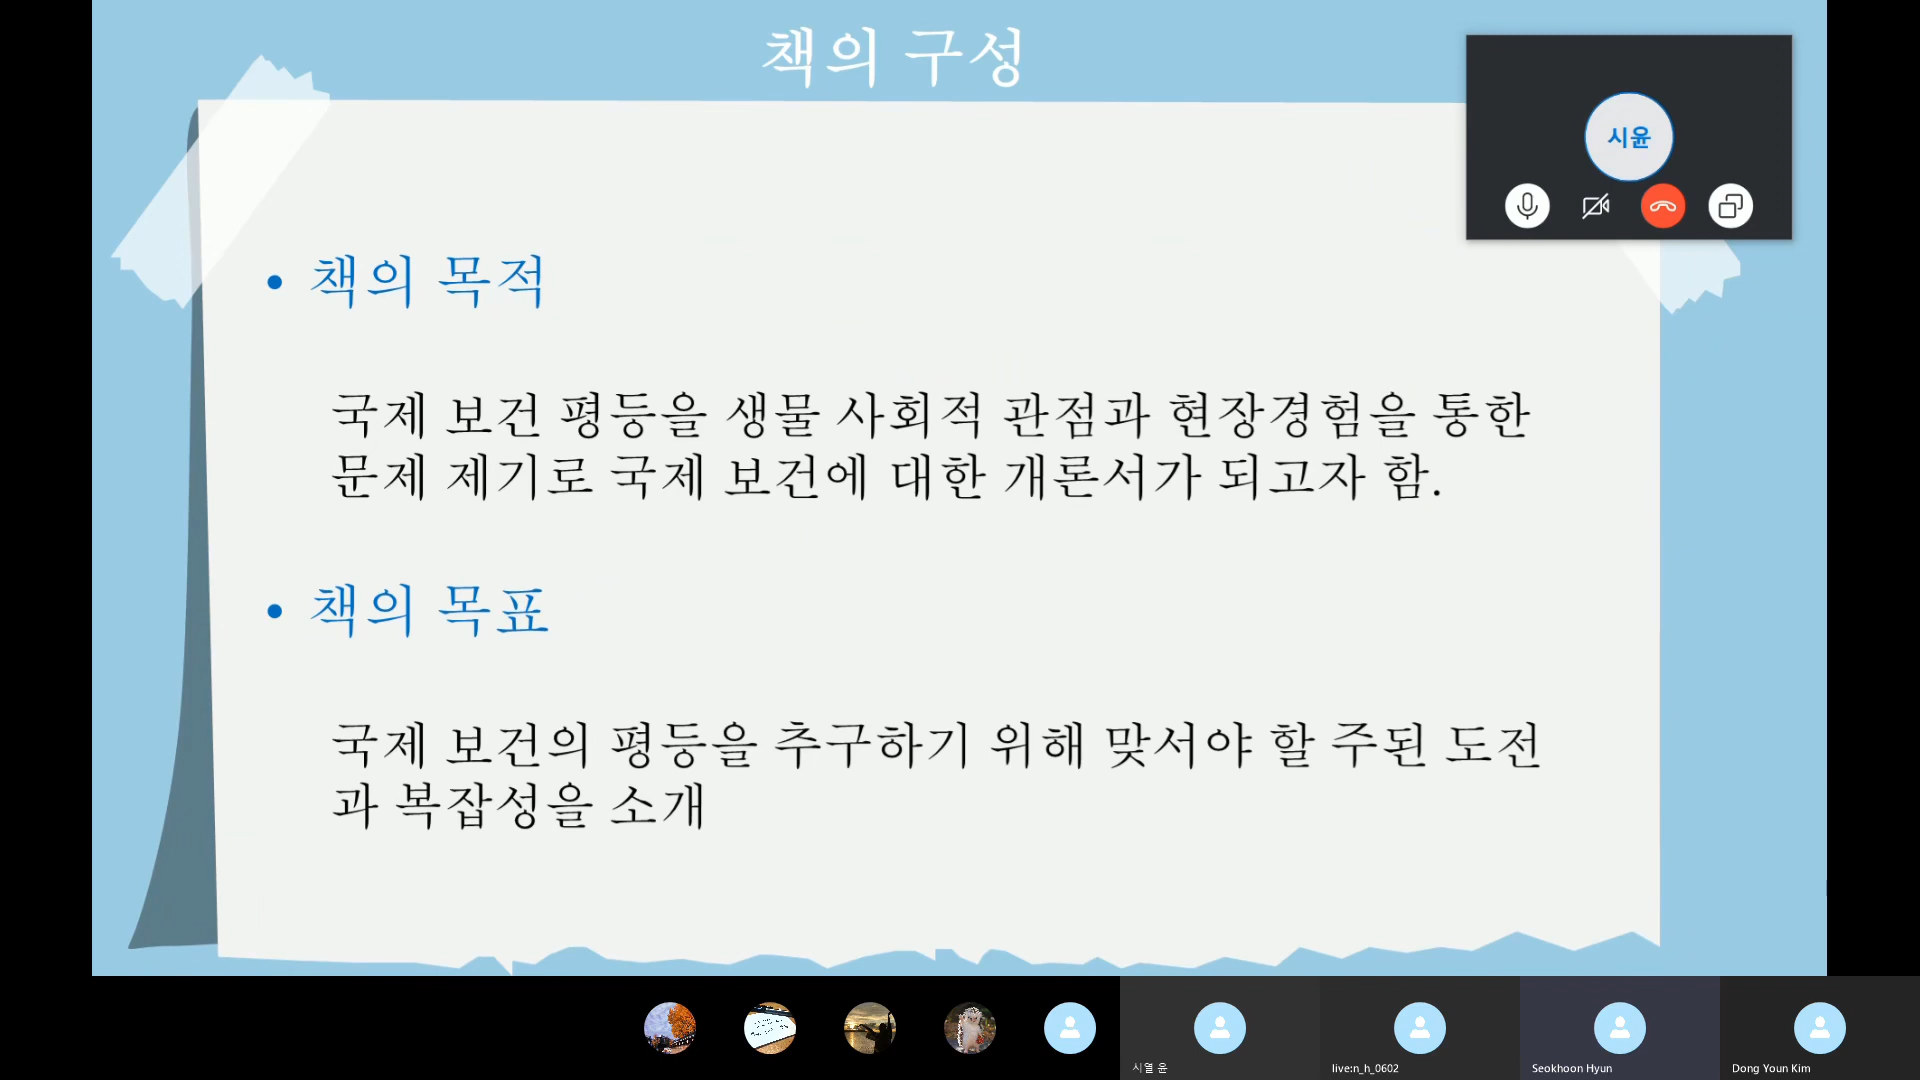 책의 구성
시윤
• 책의 목적
국제 보건 평등을 생물 사회적 관점과 현장경험을 통한
문제 제기로 국제 보건에 대한 개론서가 되고자 함.
• 책의 목표
국제 보건의 평등을 추구하기 위해 맞서야 할 주된 도전
과 복잡성을 소개
시열 윤
live:n_h_0602
Seokhoon Hyun
Dong Youn Kim